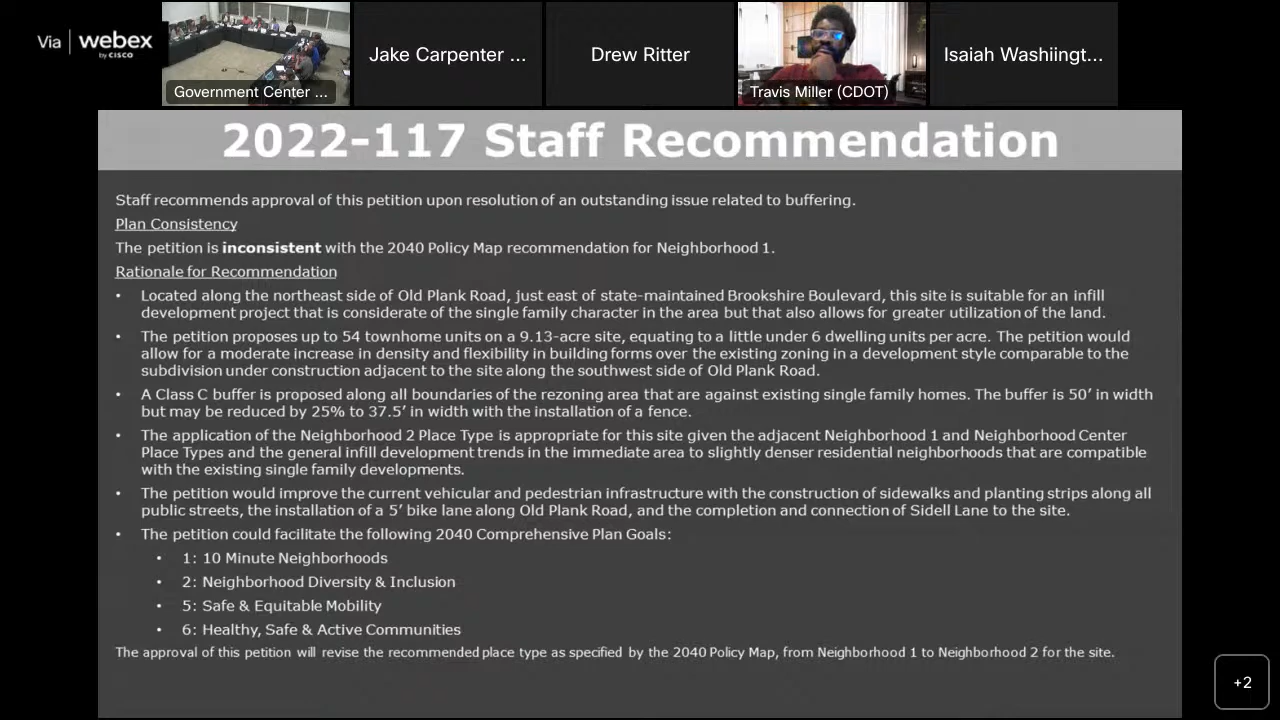 Via | webex
by CISCO
Government Center ...
Jake Carpenter ...
Drew Ritter
Travis Miller (CDOT)
Isaiah Washiingt...
2022-117 Staff Recommendation
Staff recommends approval of this petition upon resolution of an outstanding issue related to buffering.
Plan Consistency
The petition is inconsistent with the 2040 Policy Map recommendation for Neighborhood 1.
Rationale for Recommendation
• Located along the northeast side of Old Plank Road, just east of state-maintained Brookshire Boulevard, this site is suitable for an infill
development project that is considerate of the single family character in the area but that also allows for greater utilization of the land.
• The petition proposes up to 54 townhome units on a 9.13-acre site, equating to a little under 6 dwelling units per acre. The petition would
allow for a moderate increase in density and flexibility in building forms over the existing zoning in a development style comparable to the
subdivision under construction adjacent to the site along the southwest side of Old Plank Road.
• A Class C buffer is proposed along all boundaries of the rezoning area that are against existing single family homes. The buffer is 50' in width
but may be reduced by 25% to 37.5' in width with the installation of a fence.
• The application of the Neighborhood 2 Place Type is appropriate for this site given the adjacent Neighborhood 1 and Neighborhood Center
Place Types and the general infill development trends in the immediate area to slightly denser residential neighborhoods that are compatible
with the existing single family developments.
• The petition would improve the current vehicular and pedestrian infrastructure with the construction of sidewalks and planting strips along all
public streets, the installation of a 5' bike lane along Old Plank Road, and the completion and connection of Sidell Lane to the site.
• The petition could facilitate the following 2040 Comprehensive Plan Goals:
• 1: 10 Minute Neighborhoods
• 2: Neighborhood Diversity & Inclusion
• 5: Safe & Equitable Mobility
• 6: Healthy, Safe & Active Communities
The approval of this petition will revise the recommended place type as specified by the 2040 Policy Map, from Neighborhood 1 to Neighborhood 2 for the site.
+2